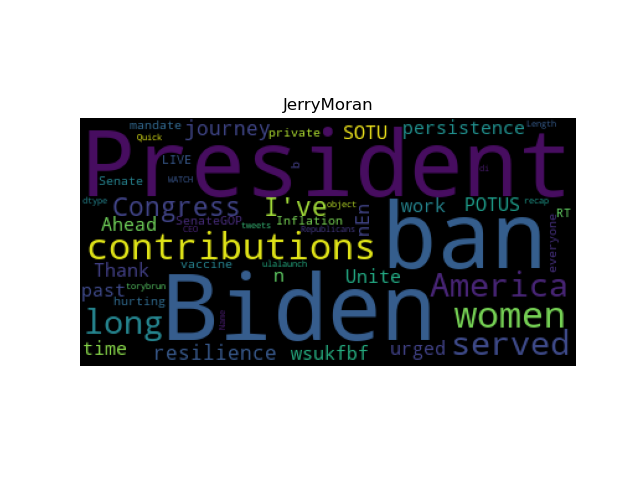 JerryMoran
mandate
Quick
journey
private
SOTU
persistence
Length
President
LIVE
WATCH
Senate
b
di
dtype
Congress
I've
object
work
POTUS
recap
RT
Ahead
SenateGOP
CEO
tweets
Inflation
Republicans
nEn
ban
everyone
contributions
Thank
vaccine
ulalaunch
n
Unite
America
past
torybrun
hurting
Biden
long
Name
women
time
resilience
wsukfbf
urged
served